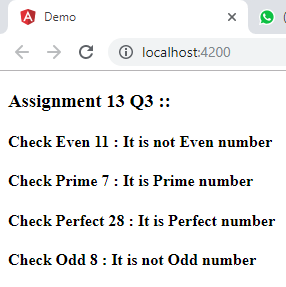 Demo
localhost:4200
Assignment 13 Q3 ::
Check Even 11 : It is not Even number
Check Prime 7 : It is Prime number
Check Perfect 28 : It is Perfect number
Check Odd 8 : It is not Odd number